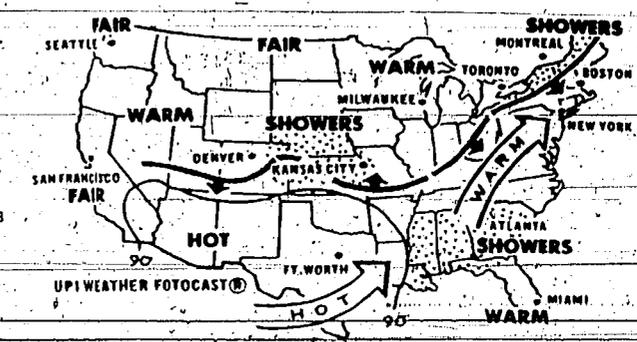 FAIR
SEATTLE
FAIR
SHOWERS
MONTREAL
WARM
TORONTO
BOSTON
MILWAUKEE
WARM
SHOWERS
NEW YORK
DENVER
KANSAS CITY
SAN FRANCISCO
FAIR
WARM
ATLANTA
HOT
SHOWERS
90
FT. WORTH
UPI WEATHER FOTOCAST®
HOT
MIAMI
WARM
90